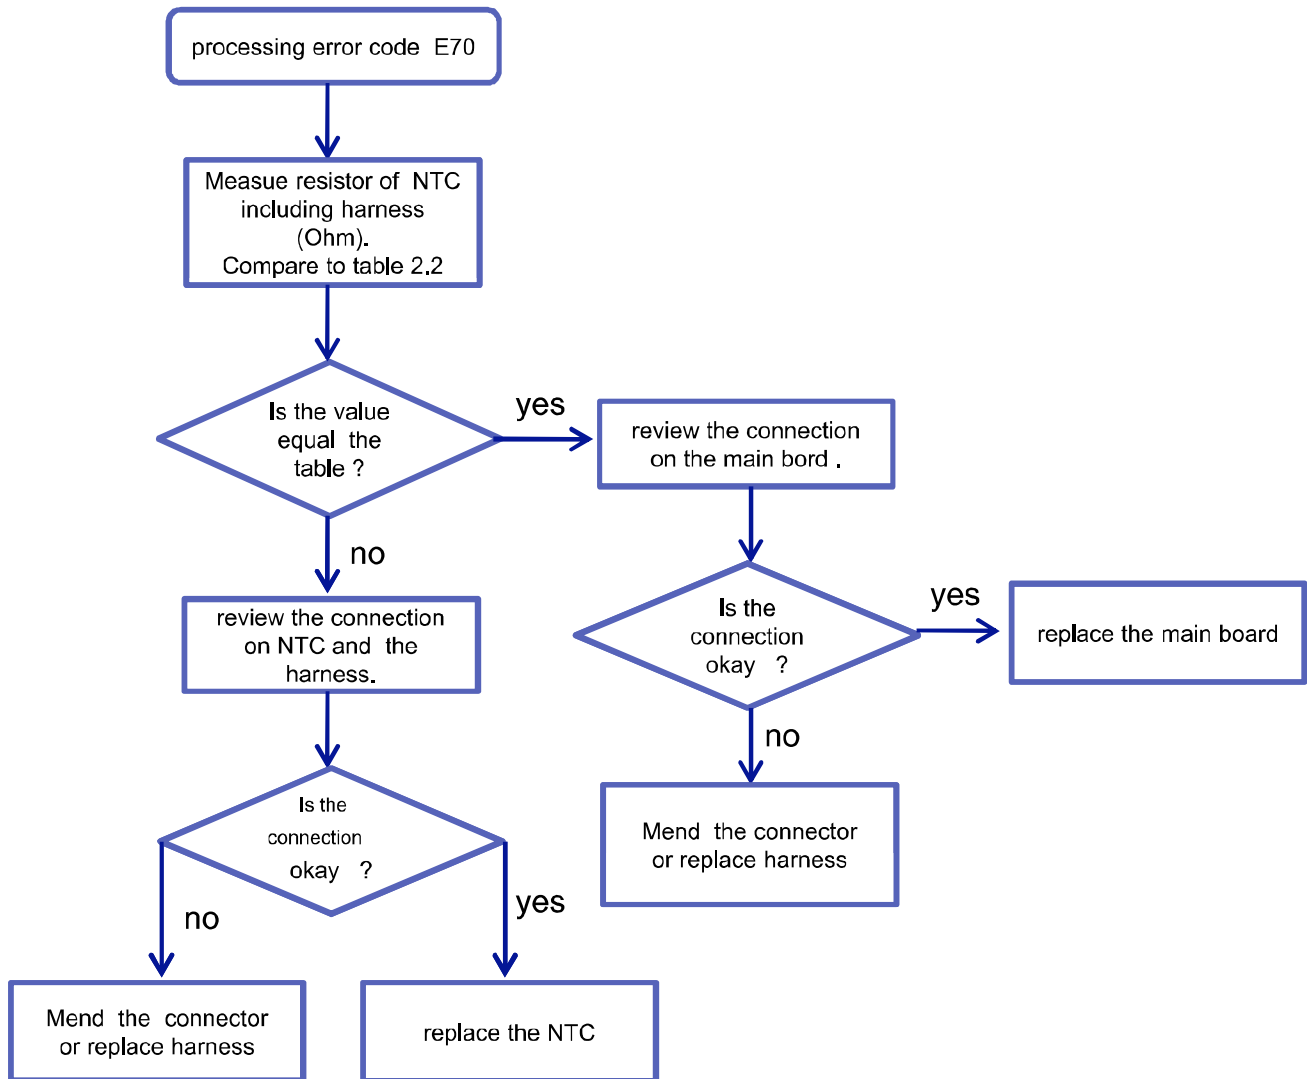 processing error code E70
Measue resistor of NTC
including harness
(Ohm).
Compare to table 2.2
Is the value
equal the
table ?
yes
review the connection
on the main bord .
no
review the connection
on NTC and the
harness.
Is the
connection
okay ?
yes
replace the main board
no
Mend the connector
or replace harness
Is the
connection
okay ?
no
yes
Mend the connector
or replace harness
replace the NTC